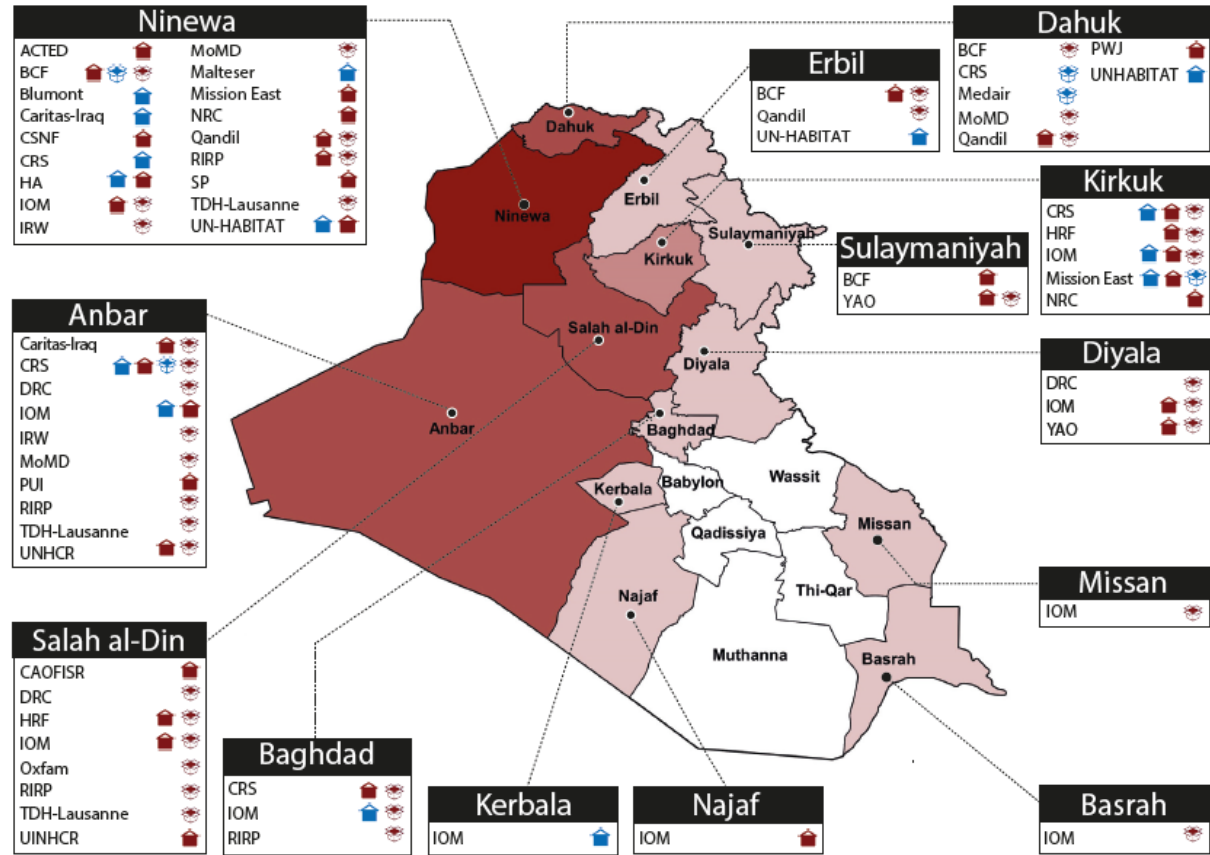 Ninewa
ACTED
BCF
Blumont
Caritas-Iraq
CSNF
CRS
HA
IOM
IRW
MoMD
Malteser
Mission East
NRC
Qandil
RIRP
SP
TDH-Lausanne
UN-HABITAT
Erbil
BCF
Qandil
UN-HABITAT
Dahuk
BCF
CRS
Medair
MoMD
Qandil
PWJ
UNHABITAT
Kirkuk
CRS
HRF
IOM
Mission East
NRC
Sulaymaniyah
BCF
YAO
Anbar
Caritas-Iraq
CRS
DRC
IOM
IRW
MoMD
PUI
RIRP
TDH-Lausanne
UNHCR
Diyala
DRC
IOM
YAO
Dahuk
Ninewa
Erbil
Sulaymaniyah
Kirkuk
Salah al-Din
Diyala
Anbar
Baghdad
Wassit
Babylon
Kerbala
Qadissiya
Missan
Najaf
Thi-Qar
Muthanna
Basrah
Missan
IOM
Salah al-Din
CAOFISR
DRC
HRF
IOM
Oxfam
RIRP
TDH-Lausanne
UINHCR
Baghdad
CRS
IOM
RIRP
Kerbala
IOM
Najaf
IOM
Basrah
IOM